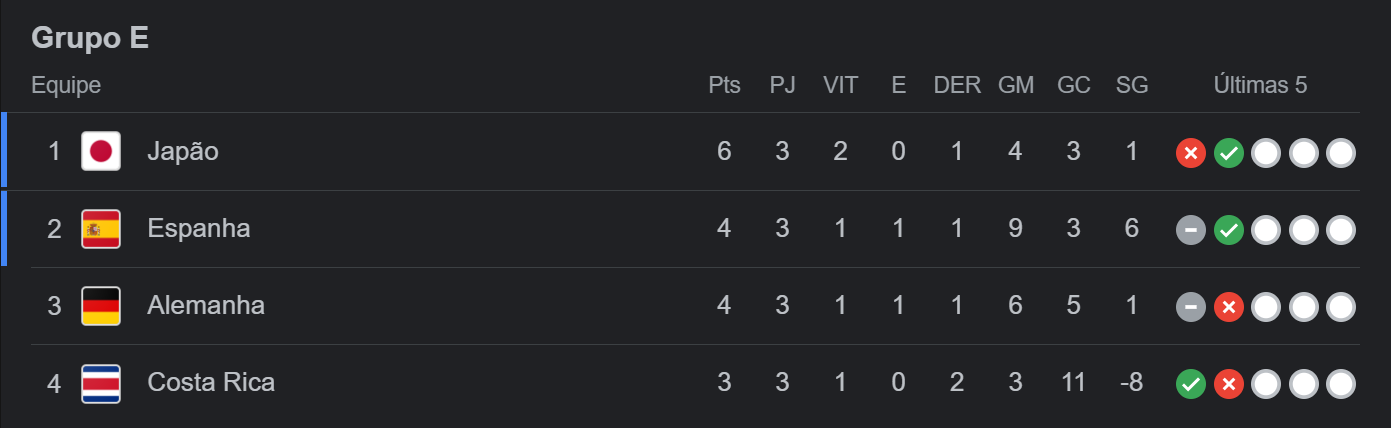 Grupo E
Equipe Pts PJ VIT E DER GM GC SG Últimas 5
1 Japão 6 3 2 0 1 4 3 1
2 Espanha 4 3 1 1 1 9 3 6
3 Alemanha 4 3 1 1 1 6 5 1
4 Costa Rica 3 3 1 0 2 3 11 -8